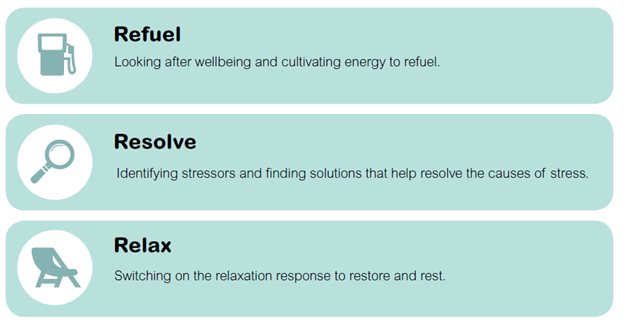 Refuel
Looking after wellbeing and cultivating energy to refuel.
Resolve
Identifying stressors and finding solutions that help resolve the causes of stress.
Relax
Switching on the relaxation response to restore and rest.